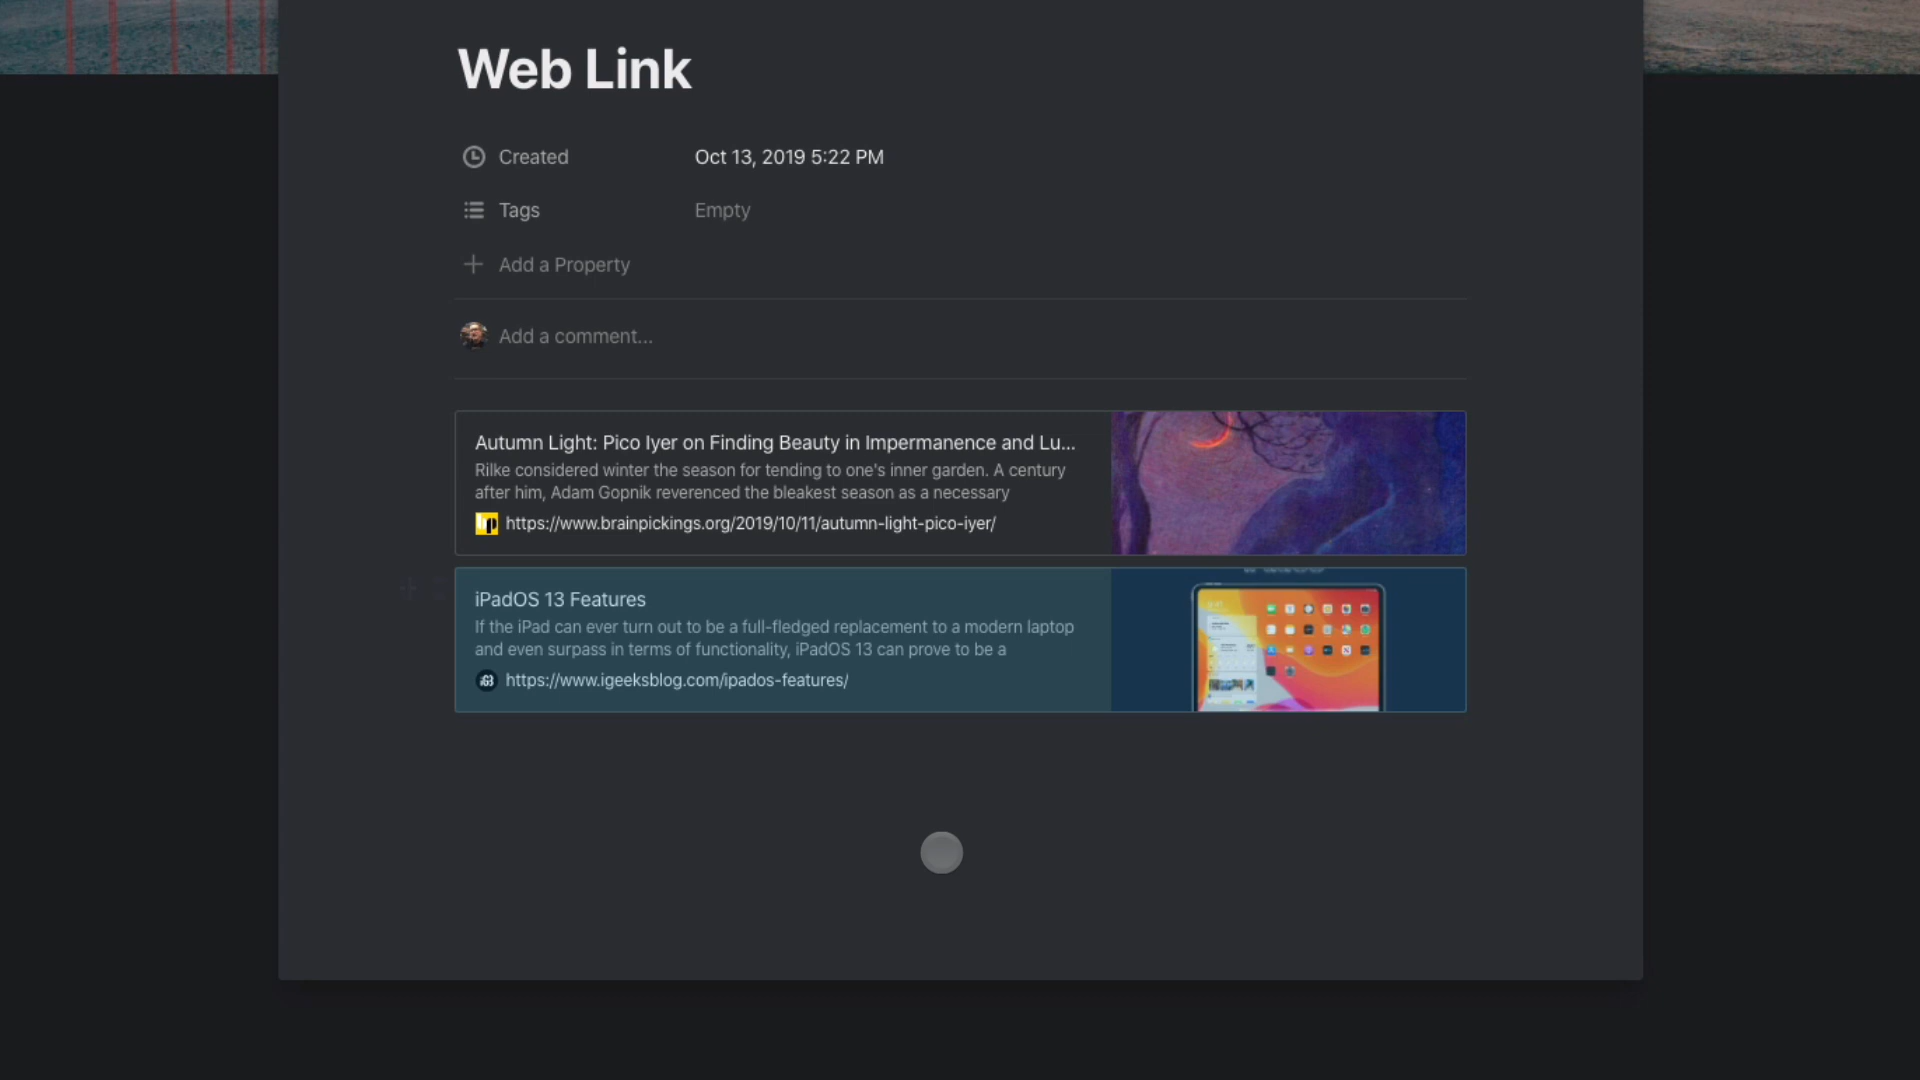 Web Link
Created Oct 13, 2019 5:22 PM
Tags Empty
Add a Property
Add a comment...
Autumn Light: Pico Iyer on Finding Beauty in Impermanence and Lu...
Rilke considered winter the season for tending to one's inner garden. A century
after him, Adam Gopnik reverenced the bleakest season as a necessary
https://www.brainpickings.org/2019/10/11/autumn-light-pico-iyer/
iPadOS 13 Features
If the iPad can ever turn out to be a full-fledged replacement to a modern laptop
and even surpass in terms of functionality, iPadOS 13 can prove to be a
https://www.igeeksblog.com/ipados-features/